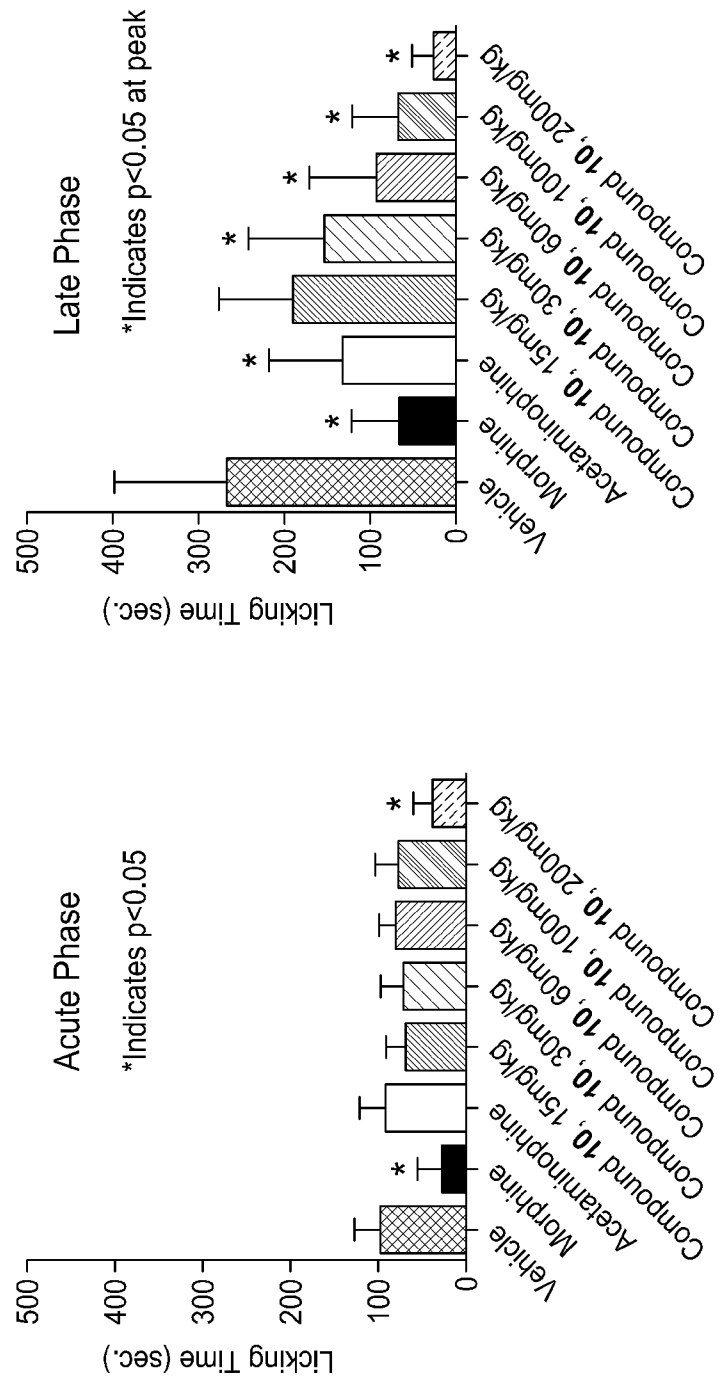 Acute Phase
*Indicates p<0.05
Licking Time (sec.)
500
400
300
200
100
0
*
*
Vehicle
Morphine
Acetaminophine
Compound 10, 15mg/kg
Compound 10, 30mg/kg
Compound 10, 60mg/kg
Compound 10, 100mg/kg
Compound 10, 200mg/kg
Late Phase
*Indicates p<0.05 at peak
Licking Time (sec.)
500
400
300
200
100
0
*
*
*
*
*
*
Vehicle
Morphine
Acetaminophine
Compound 10, 15mg/kg
Compound 10, 30mg/kg
Compound 10, 60mg/kg
Compound 10, 100mg/kg
Compound 10, 200mg/kg